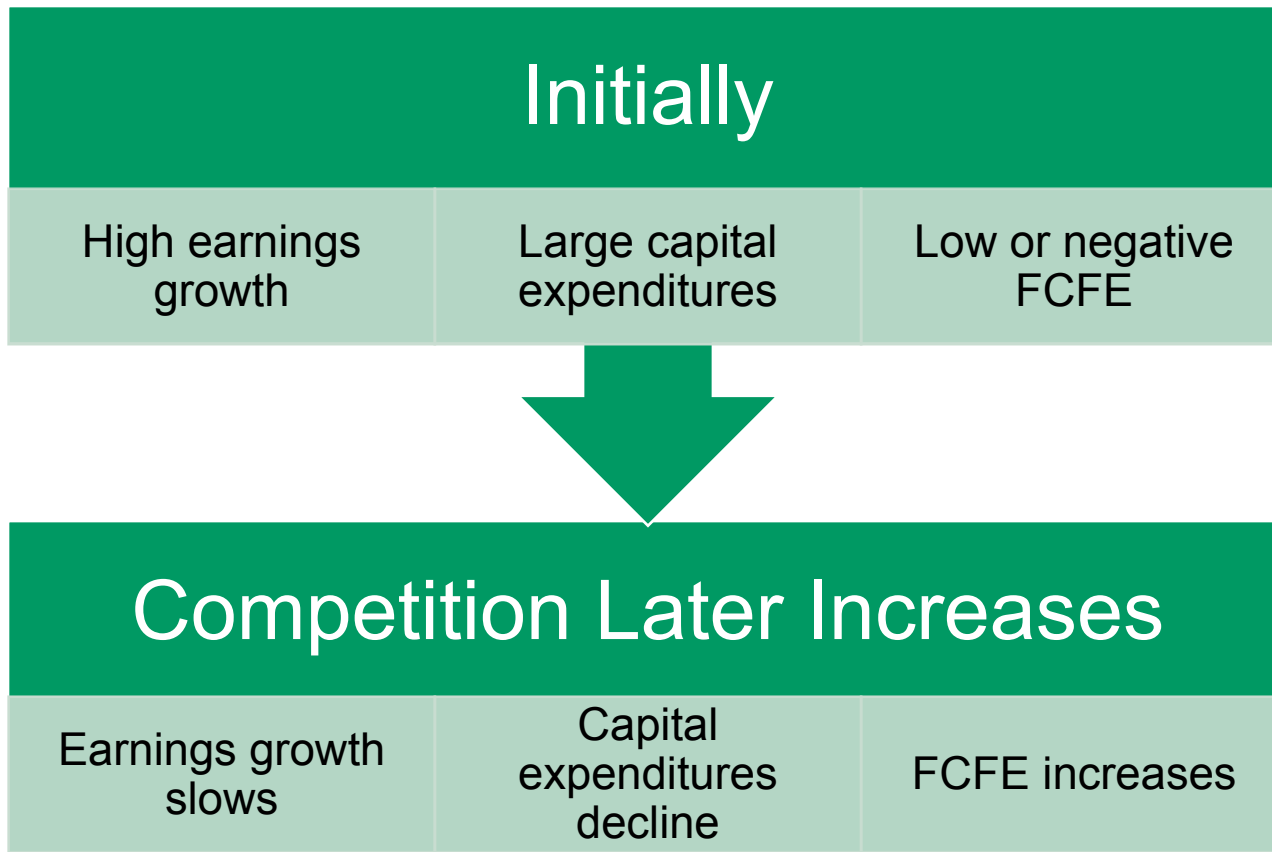 Initially
High earnings
growth
Large capital
expenditures
Low or negative
FCFE
Competition Later Increases
Earnings growth
slows
Capital
expenditures
decline
FCFE increases